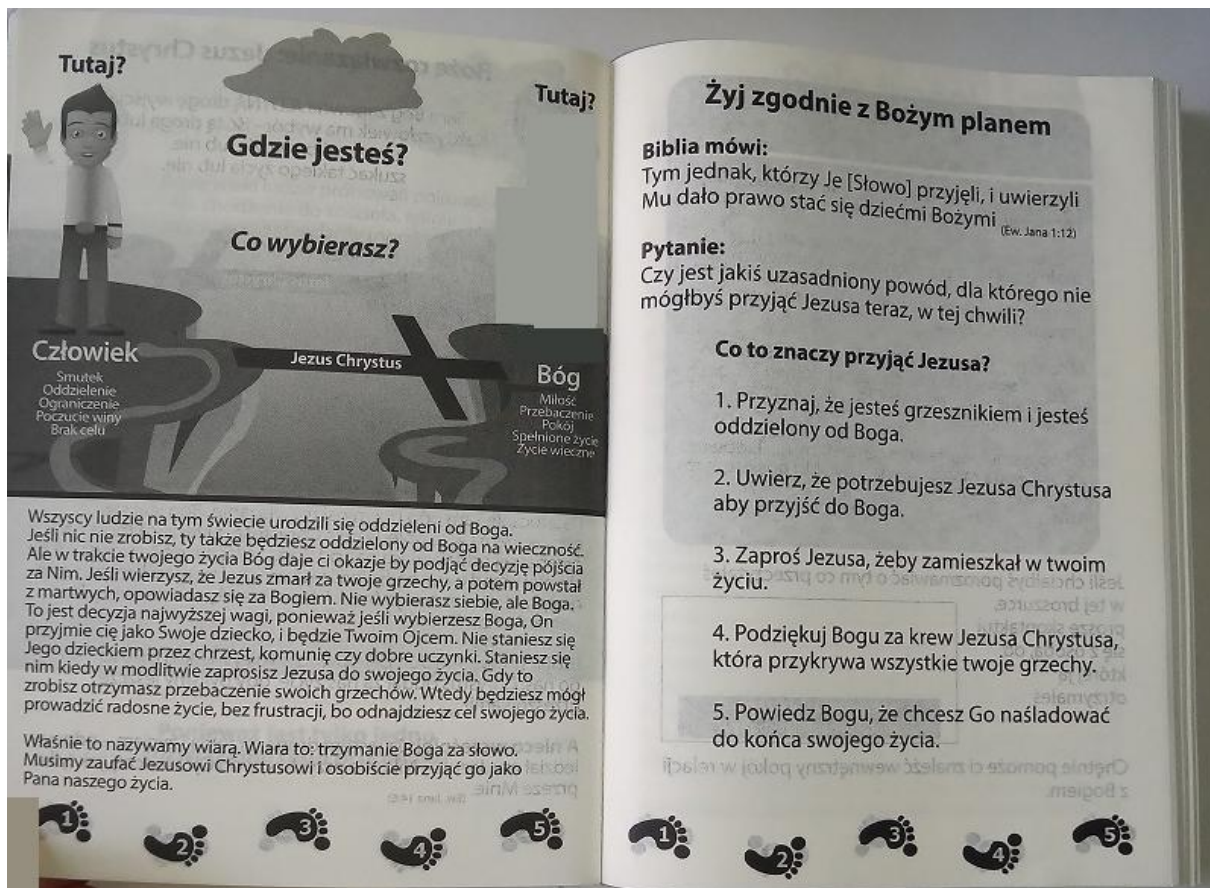 Tutaj?
Tutaj?
Gdzie jesteś?
Co wybierasz?
Jezus Chrystus
Człowiek
Smutek
Oddzielenie
Ograniczenie
Poczucie winy
Brak celu
Bóg
Miłość
Przebaczenie
Pokój
Spełnione życie
Życie wieczne
Wszyscy ludzie na tym świecie urodzili się oddzieleni od Boga.
Jeśli nic nie zrobisz, ty także będziesz oddzielony od Boga na wieczność.
Ale w trakcie twojego życia Bóg daje ci okazje by podjąć decyzję pójścia
za Nim. Jeśli wierzysz, że Jezus zmarł za twoje grzechy, a potem powstał
z martwych, opowiadasz się za Bogiem. Nie wybierasz siebie, ale Boga.
To jest decyzja najwyższej wagi, ponieważ jeśli wybierzesz Boga, On
przyjmie cię jako Swoje dziecko, i będzie Twoim Ojcem. Nie staniesz się
Jego dzieckiem przez chrzest, komunię czy dobre uczynki. Staniesz się
nim kiedy w modlitwie zaprosisz Jezusa do swojego życia. Gdy to
zrobisz otrzymasz przebaczenie swoich grzechów. Wtedy będziesz mógł
prowadzić radosne życie, bez frustracji, bo odnajdziesz cel swojego życia.
Właśnie to nazywamy wiarą. Wiara to: trzymanie Boga za słowo.
Musimy zaufać Jezusowi Chrystusowi i osobiście przyjąć go jako
Pana naszego życia.
1 2 3 4 5
Żyj zgodnie z Bożym planem
Biblia mówi:
Tym jednak, którzy Je [Słowo] przyjęli, i uwierzyli
Mu dało prawo stać się dziećmi Bożymi (Ew. Jana 1:12)
Pytanie:
Czy jest jakiś uzasadniony powód, dla którego nie
mógłbyś przyjąć Jezusa teraz, w tej chwili?
Co to znaczy przyjąć Jezusa?
1. Przyznaj, że jesteś grzesznikiem i jesteś
oddzielony od Boga.
2. Uwierz, że potrzebujesz Jezusa Chrystusa
aby przyjść do Boga.
3. Zaproś Jezusa, żeby zamieszkał w twoim
życiu.
4. Podziękuj Bogu za krew Jezusa Chrystusa,
która przykrywa wszystkie twoje grzechy.
5. Powiedz Bogu, że chcesz Go naśladować
do końca swojego życia.
1 2 3 4 5